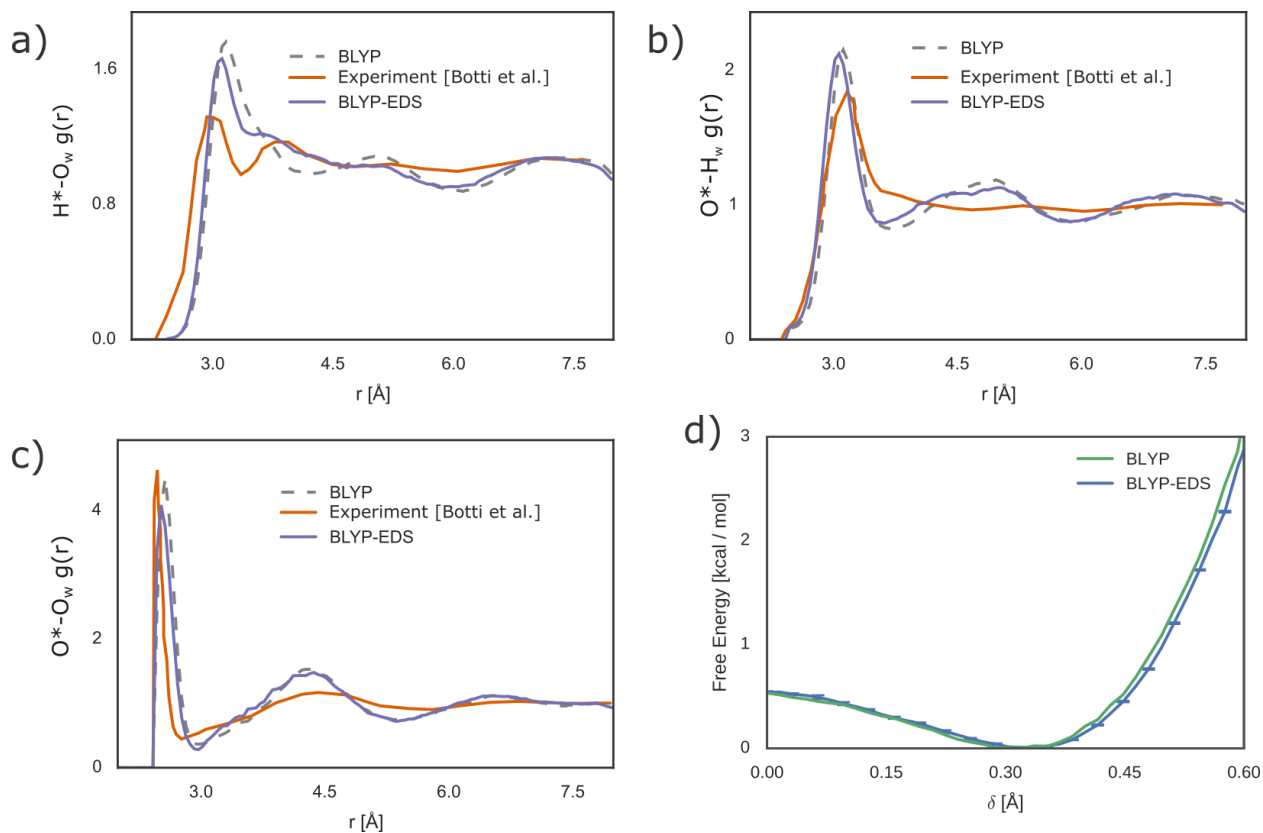 a)
H*-Ow g(r)
1.6
0.8
0.0
BLYP
Experiment [Botti et al.]
BLYP-EDS
3.0 4.5 6.0 7.5
r [Å]
b)
O*-Hw g(r)
2
1
0
BLYP
Experiment [Botti et al.]
BLYP-EDS
3.0 4.5 6.0 7.5
r [Å]
c)
O*-Ow g(r)
4
2
0
BLYP
Experiment [Botti et al.]
BLYP-EDS
3.0 4.5 6.0 7.5
r [Å]
d)
Free Energy [kcal / mol]
3
2
1
0
BLYP
BLYP-EDS
0.00 0.15 0.30 0.45 0.60
δ [Å]